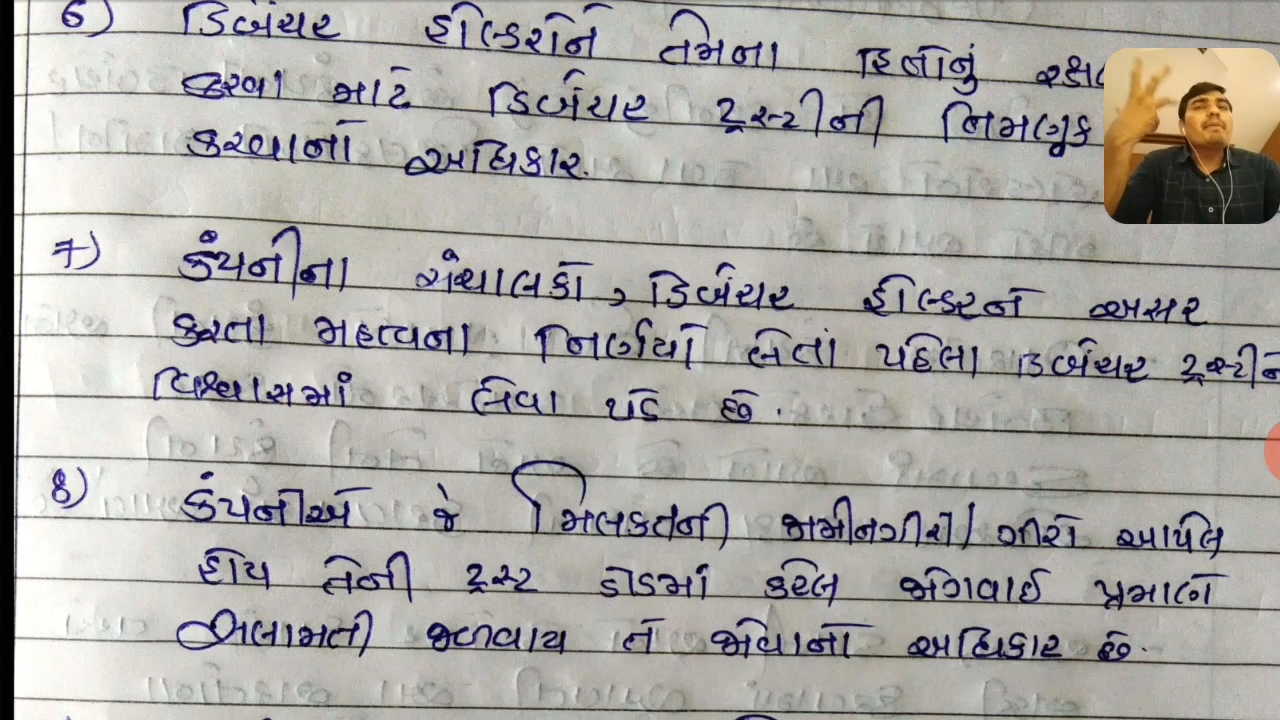 6) ડિબેંચર હોલ્ડરોને તેમના હિતોનું
કરવા માટે ડિબેંચર ટ્રસ્ટીની નિમણૂક
કરવાનો અધિકાર.
7) કંપનીના સંચાલકો, ડિબેંચર હોલ્ડરને અસર
કરતા મહત્વના નિર્ણયો લેતાં પહેલા ડિબેંચર ટ્રસ્ટીને
વિશ્વાસમાં લેવા પડે છે.
8) કંપનીએ જે મિલકતની જામીનગીરી/ગીરો આપેલ
હોય તેની ટ્રસ્ટ ડીડમાં કરેલ જોગવાઈ પ્રમાણે
સલામતી જળવાય તે જોવાનો અધિકાર છે.